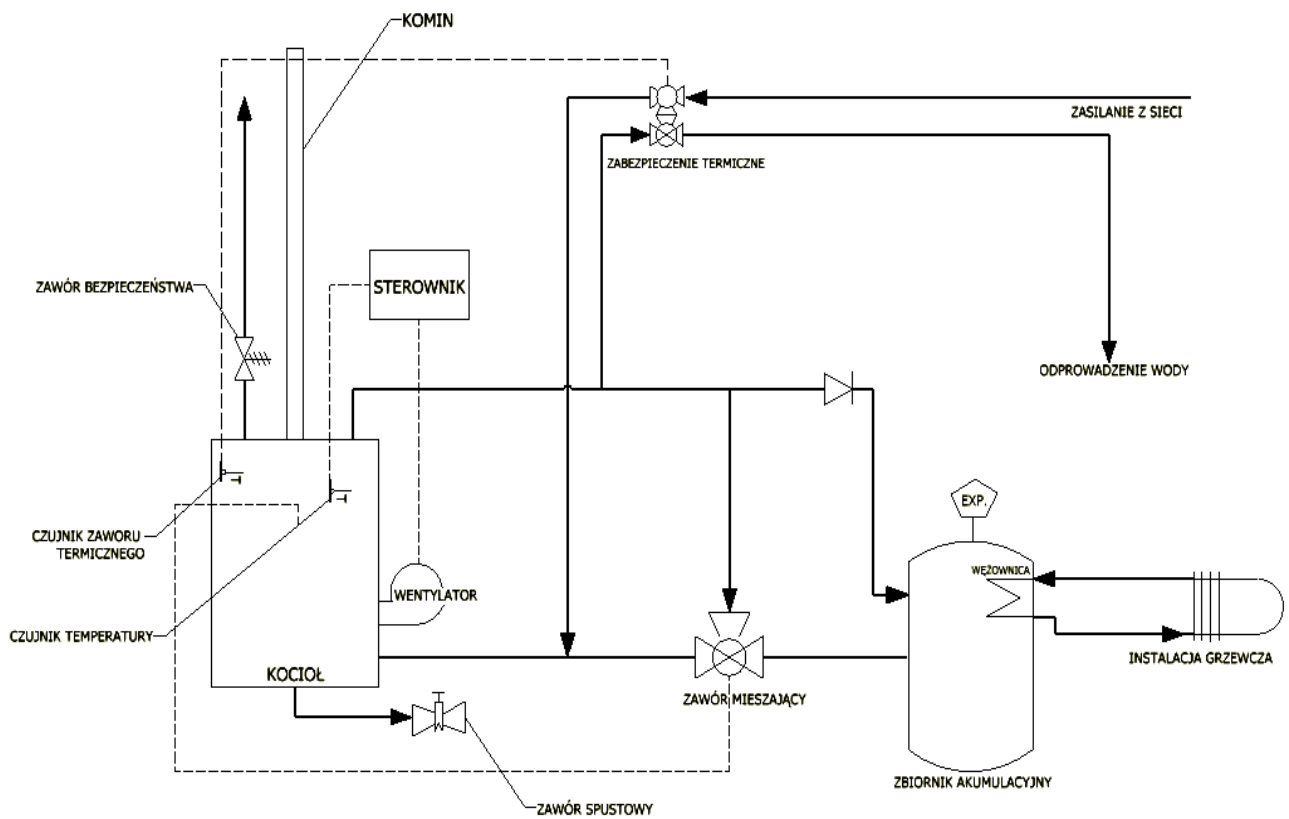 KOMIN
ZASILANIE Z SIECI
ZABEZPIECZENIE TERMICZNE
ZAWÓR BEZPIECZEŃSTWA
STEROWNIK
ODPROWADZENIE WODY
EXP.
CZUJNIK ZAWORU
TERMICZNEGO
WĘŻOWNICA
WENTYLATOR
CZUJNIK TEMPERATURY
INSTALACJA GRZEWCZA
KOCIOŁ
ZAWÓR MIESZAJĄCY
ZBIORNIK AKUMULACYJNY
ZAWÓR SPUSTOWY